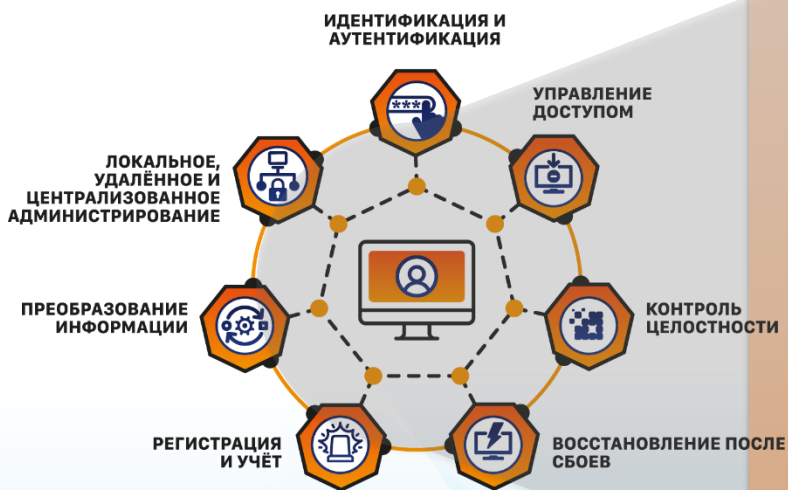 ИДЕНТИФИКАЦИЯ И
АУТЕНТИФИКАЦИЯ
УПРАВЛЕНИЕ
ДОСТУПОМ
КОНТРОЛЬ
ЦЕЛОСТНОСТИ
ВОССТАНОВЛЕНИЕ ПОСЛЕ
СБОЕВ
РЕГИСТРАЦИЯ
И УЧЁТ
ПРЕОБРАЗОВАНИЕ
ИНФОРМАЦИИ
ЛОКАЛЬНОЕ,
УДАЛЁННОЕ И
ЦЕНТРАЛИЗОВАННОЕ
АДМИНИСТРИРОВАНИЕ
***